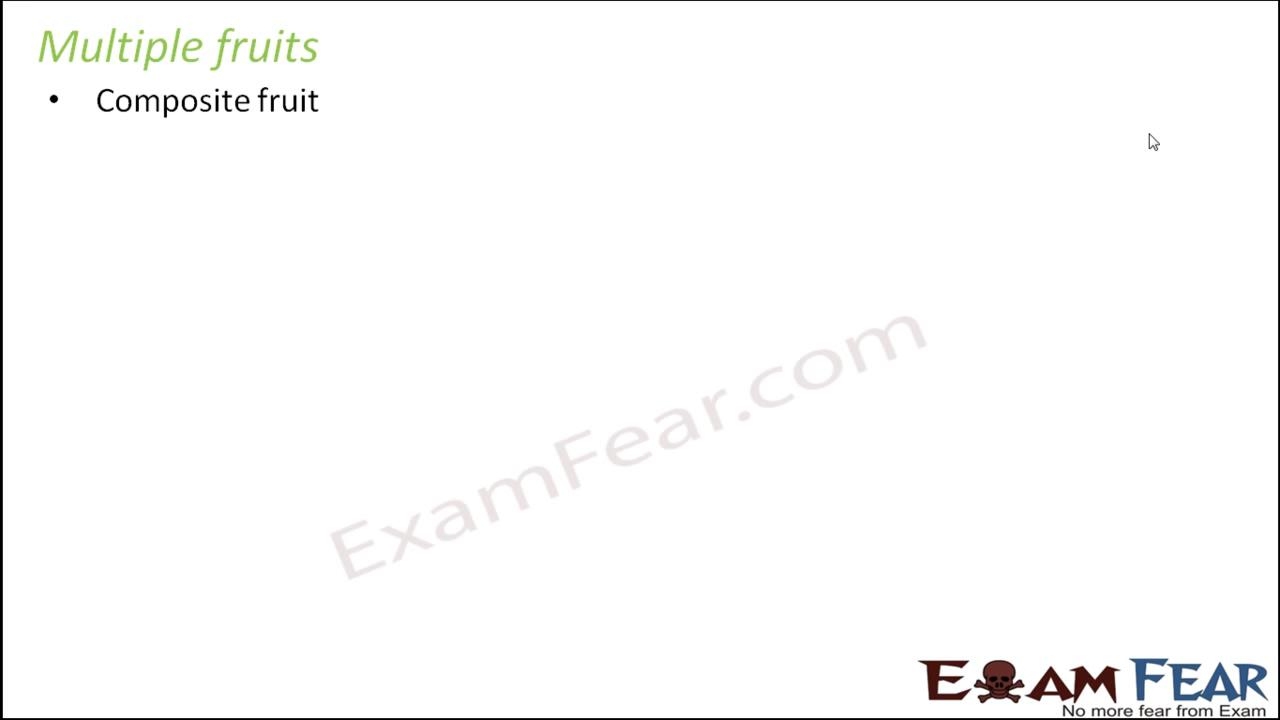 Multiple fruits
• Composite fruit
ExamFear.com
EXAM FEAR
No more fear from Exam